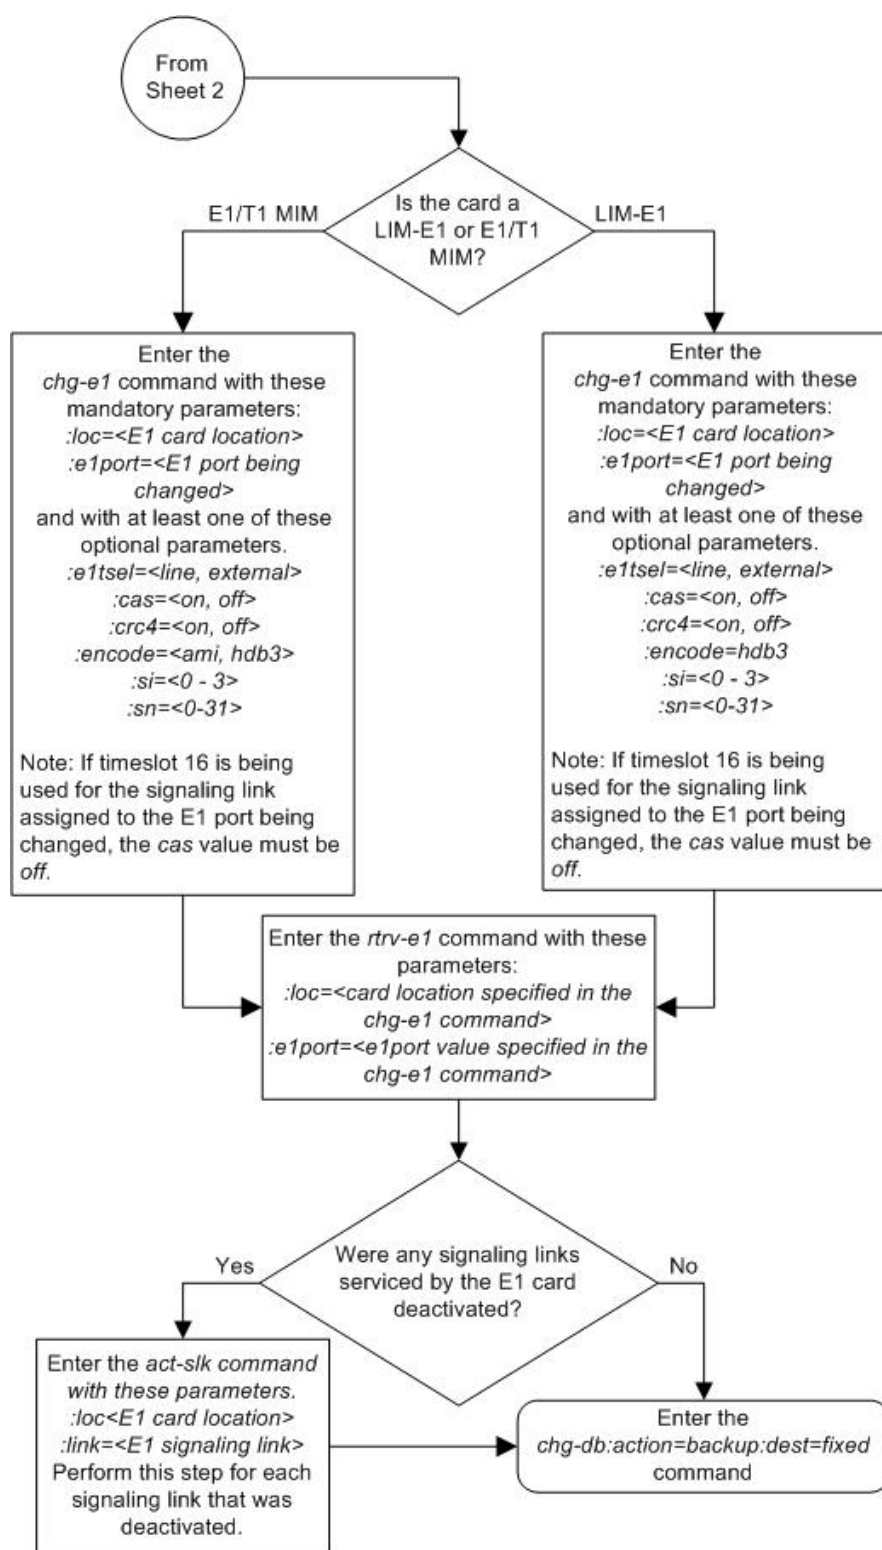 From
Sheet 2
Is the card a
LIM-E1 or E1/T1
MIM?
E1/T1 MIM
LIM-E1
Enter the
chg-e1 command with these
mandatory parameters:
:loc=<E1 card location>
:e1port=<E1 port being
changed>
and with at least one of these
optional parameters.
:e1tsel=<line, external>
:cas=<on, off>
:crc4=<on, off>
:encode=<ami, hdb3>
:si=<0 - 3>
:sn=<0-31>
Note: If timeslot 16 is being
used for the signaling link
assigned to the E1 port being
changed, the cas value must be
off.
Enter the
chg-e1 command with these
mandatory parameters:
:loc=<E1 card location>
:e1port=<E1 port being
changed>
and with at least one of these
optional parameters.
:e1tsel=<line, external>
:cas=<on, off>
:crc4=<on, off>
:encode=hdb3
:si=<0 - 3>
:sn=<0-31>
Note: If timeslot 16 is being
used for the signaling link
assigned to the E1 port being
changed, the cas value must be
off.
Enter the rtrv-e1 command with these
parameters:
:loc=<card location specified in the
chg-e1 command>
:e1port=<e1port value specified in the
chg-e1 command>
Were any signaling links
serviced by the E1 card
deactivated?
Yes
No
Enter the act-slk command
with these parameters.
:loc<E1 card location>
:link=<E1 signaling link>
Perform this step for each
signaling link that was
deactivated.
Enter the
chg-db:action=backup:dest=fixed
command